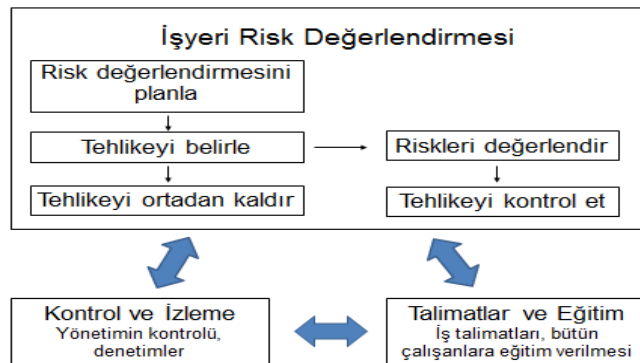 İşyeri Risk Değerlendirmesi
Risk değerlendirmesini
planla
Tehlikeyi belirle
Riskleri değerlendir
Tehlikeyi ortadan kaldır
Tehlikeyi kontrol et
Kontrol ve İzleme
Yönetimin kontrolü,
denetimler
Talimatlar ve Eğitim
İş talimatları, bütün
çalışanlara eğitim verilmesi